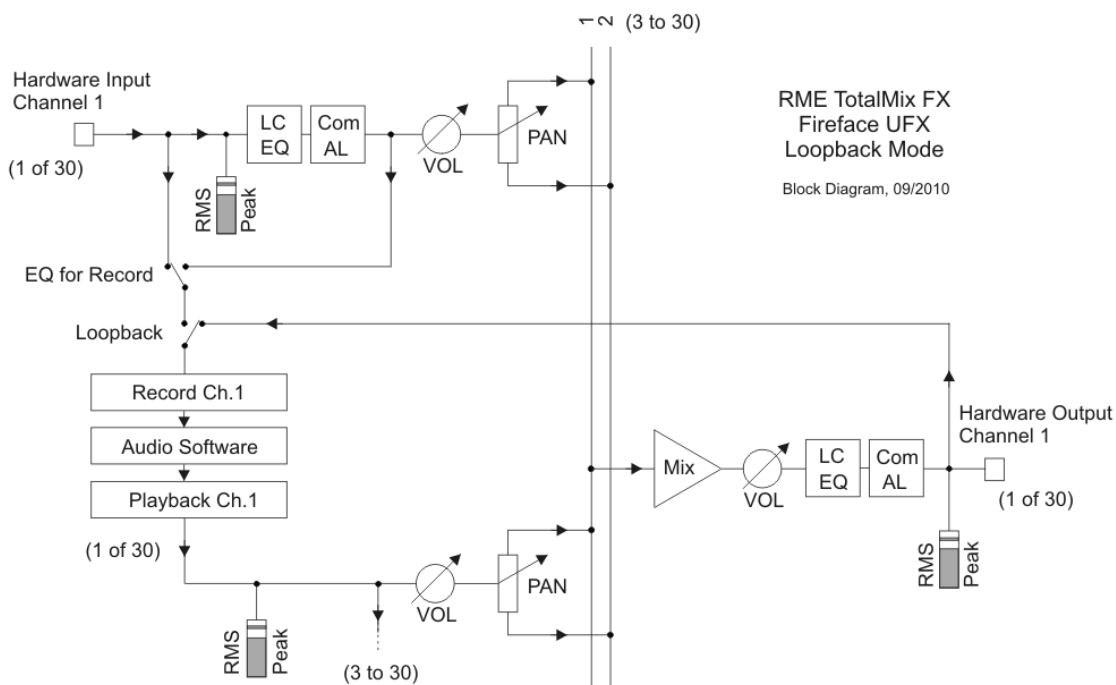 1
2
(3 to 30)
Hardware Input
Channel 1
(1 of 30)
LC
EQ
Com
AL
VOL
PAN
RMS
Peak
RME TotalMix FX
Fireface UFX
Loopback Mode
Block Diagram, 09/2010
EQ for Record
Loopback
Record Ch.1
Audio Software
Playback Ch.1
(1 of 30)
Mix
VOL
LC
EQ
Com
AL
Hardware Output
Channel 1
(1 of 30)
RMS
Peak
VOL
PAN
RMS
Peak
(3 to 30)